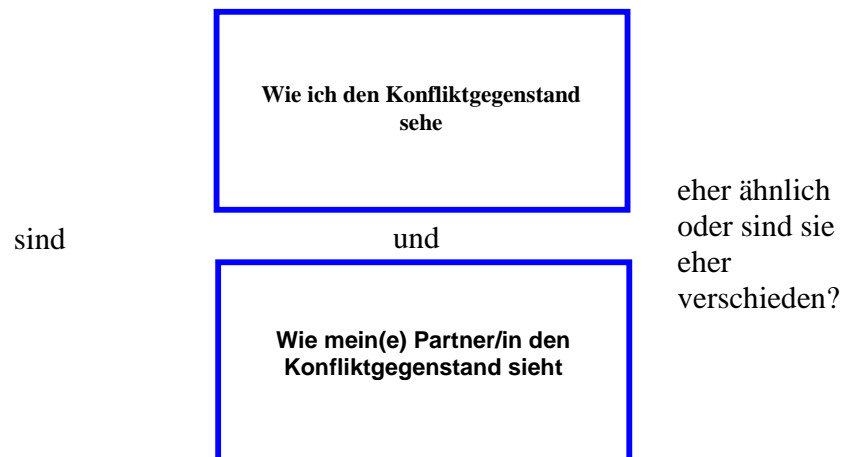 sind
Wie ich den Konfliktgegenstand
sehe
und
Wie mein(e) Partner/in den
Konfliktgegenstand sieht
eher ähnlich
oder sind sie
eher
verschieden?